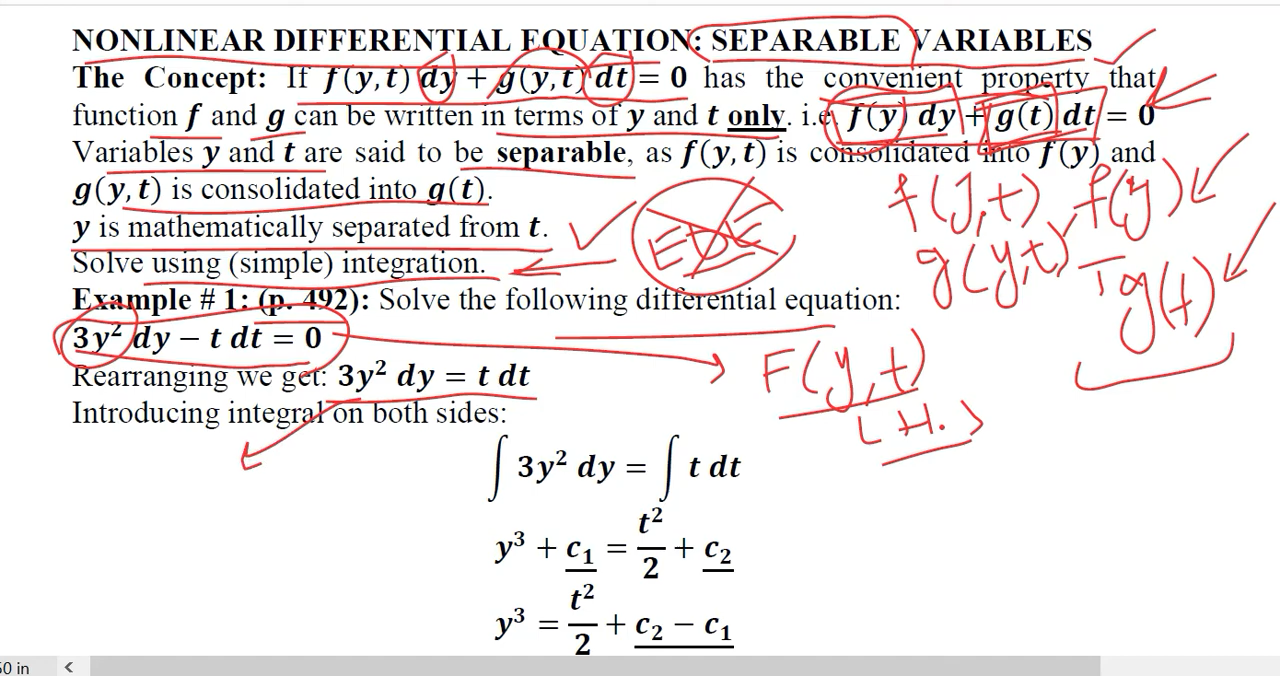 NONLINEAR DIFFERENTIAL EQUATION: SEPARABLE VARIABLES
The Concept: If f(y,t) dy + g(y,t) dt = 0 has the convenient property that
function f and g can be written in terms of y and t only. i.e. f(y) dy + g(t) dt = 0
Variables y and t are said to be separable, as f(y,t) is consolidated into f(y) and
g(y,t) is consolidated into g(t).
f(y,t) f(y)
y is mathematically separated from t.
EDE
g(y,t) g(t)
Solve using (simple) integration.
Example # 1: (p. 492): Solve the following differential equation:
3y² dy − t dt = 0
F(y,t)
Rearranging we get: 3y² dy = t dt
Introducing integral on both sides:
(H.)
∫ 3y² dy = ∫ t dt
y³ + c₁ = t²/2 + c₂
y³ = t²/2 + c₂ − c₁
50 in